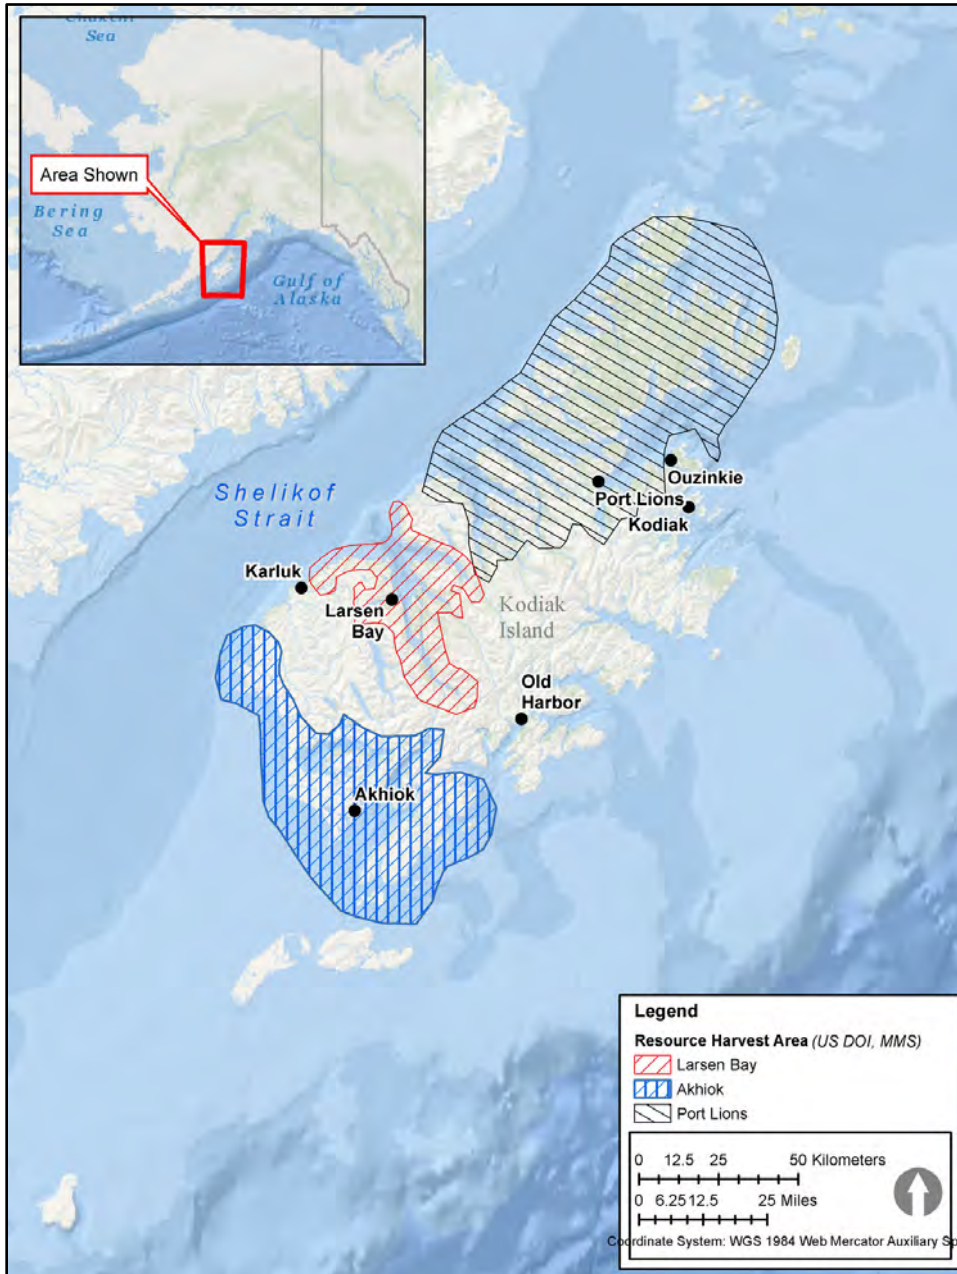 Chukchi
Sea
Area Shown
Bering
Sea
Gulf of
Alaska
Shelikof
Strait
Ouzinkie
Port Lions
Kodiak
Karluk
Larsen
Bay
Kodiak
Island
Old
Harbor
Akhiok
Legend
Resource Harvest Area (US DOI, MMS)
Larsen Bay
Akhiok
Port Lions
0 12.5 25 50 Kilometers
0 6.25 12.5 25 Miles
Coordinate System: WGS 1984 Web Mercator Auxiliary Sp